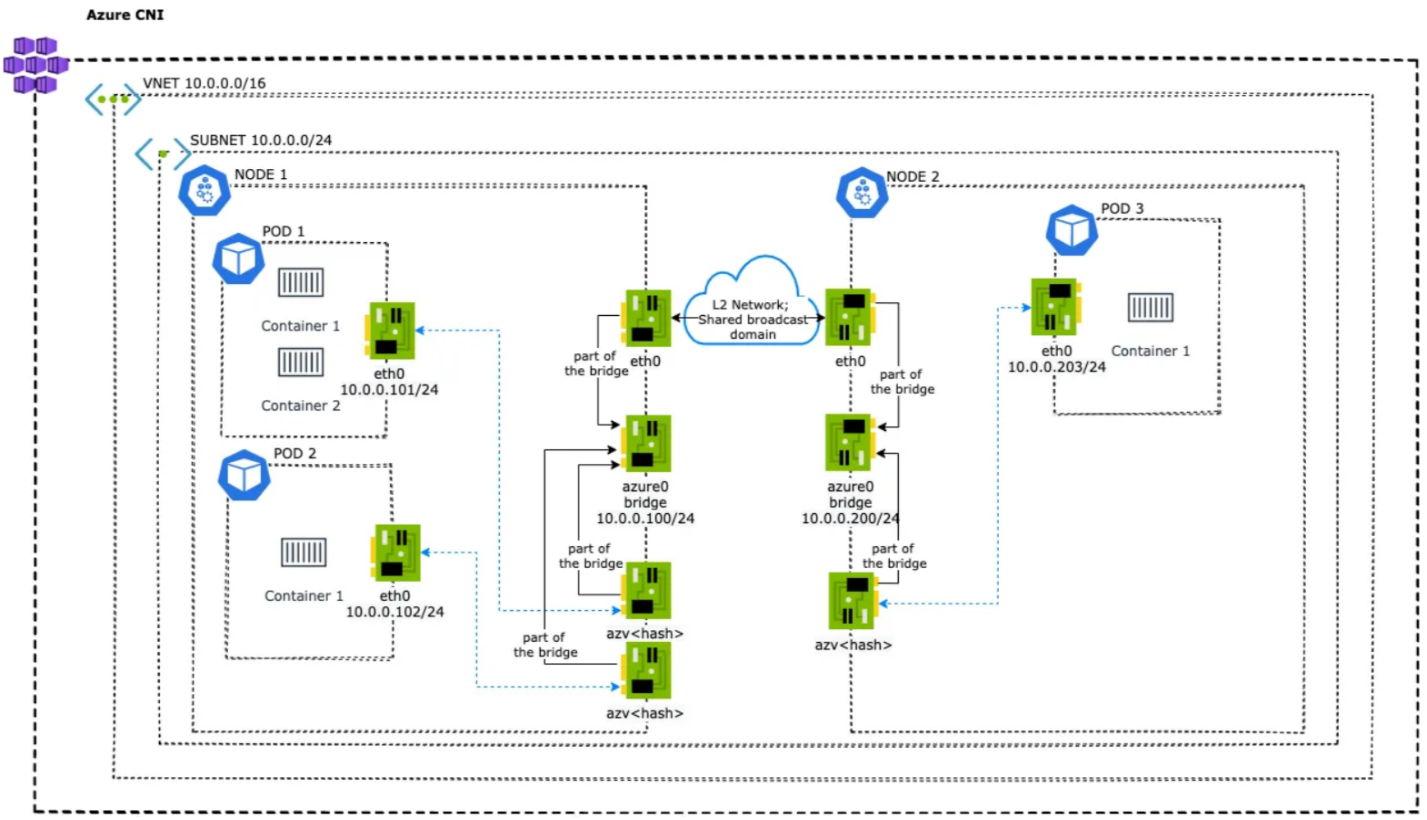 Azure CNI
VNET 10.0.0.0/16
SUBNET 10.0.0.0/24
NODE 1
POD 1
Container 1
Container 2
eth0
10.0.0.101/24
POD 2
Container 1
eth0
10.0.0.102/24
eth0
part of
the bridge
azure0
bridge
10.0.0.100/24
part of
the bridge
azv<hash>
part of
the bridge
azv<hash>
L2 Network;
Shared broadcast
domain
NODE 2
eth0
part of
the bridge
azure0
bridge
10.0.0.200/24
part of
the bridge
azv<hash>
POD 3
eth0
10.0.0.203/24
Container 1